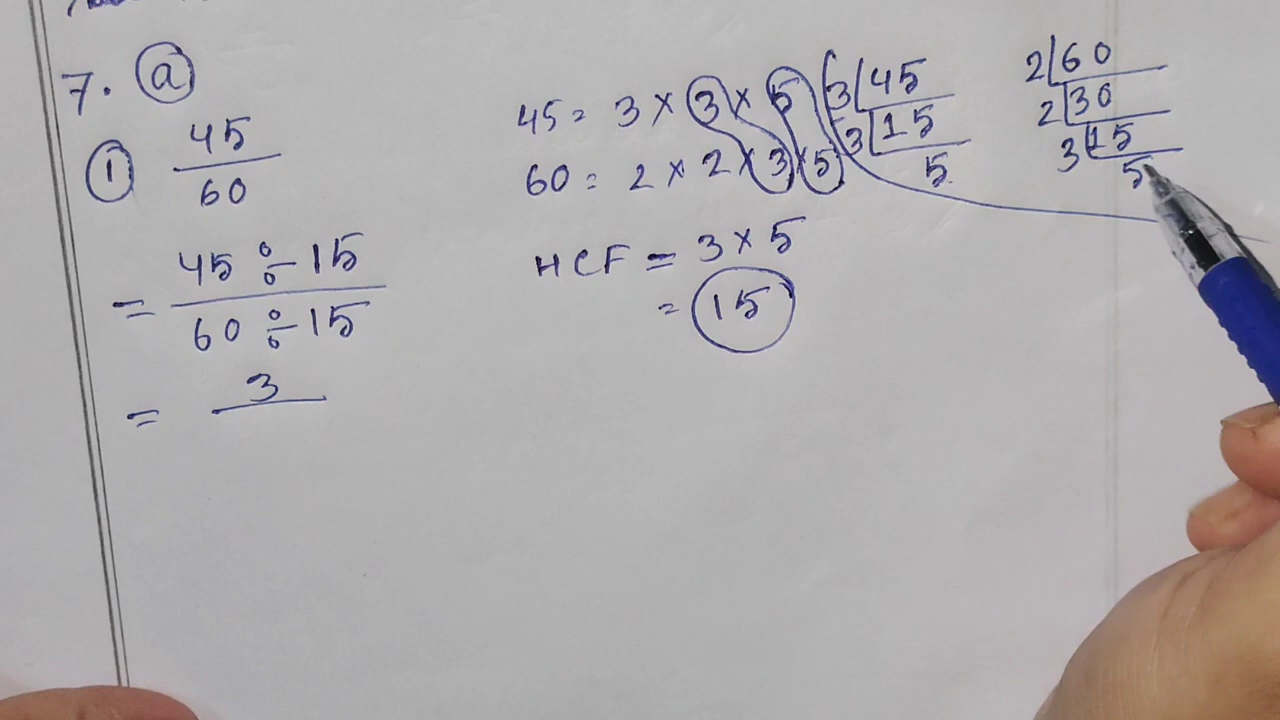 7. (a)
① 45/60
= 45 ÷ 15 / 60 ÷ 15
= 3
45 = 3 × 3 × 5
60 = 2 × 2 × 3 × 5
HCF = 3 × 5
= 15
3 | 45
3 | 15
5
2 | 60
2 | 30
3 | 15
5